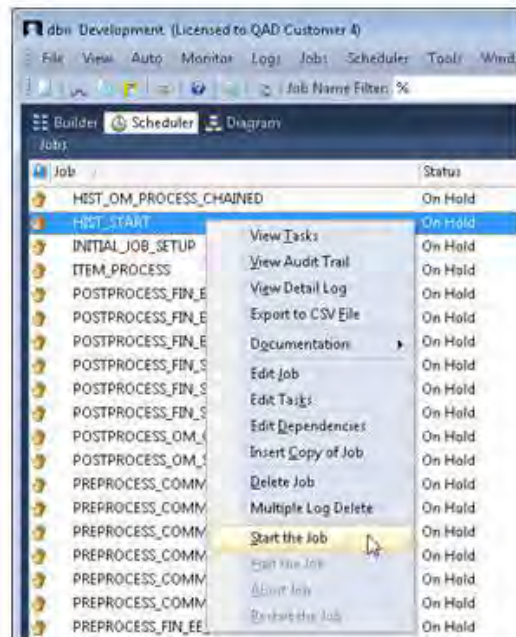 dbn Development (Licensed to QAD Customer 4)
File View Auto Monitor Logs Jobs Scheduler Tools Wind
Job Name Filter: %
Builder Scheduler Diagram
Jobs
Job Status
HIST_OM_PROCESS_CHAINED On Hold
HIST_START On Hold
INITIAL_JOB_SETUP On Hold
ITEM_PROCESS On Hold
POSTPROCESS_FIN_E On Hold
POSTPROCESS_FIN_E On Hold
POSTPROCESS_FIN_E On Hold
POSTPROCESS_FIN_S On Hold
POSTPROCESS_FIN_S On Hold
POSTPROCESS_FIN_S On Hold
POSTPROCESS_OM_ On Hold
POSTPROCESS_OM_S On Hold
PREPROCESS_COMM On Hold
PREPROCESS_COMM On Hold
PREPROCESS_COMM On Hold
PREPROCESS_COMM On Hold
PREPROCESS_COMM On Hold
PREPROCESS_COMM On Hold
PREPROCESS_FIN_EE_ On Hold
View Tasks
View Audit Trail
View Detail Log
Export to CSV File
Documentation
Edit Job
Edit Tasks
Edit Dependencies
Insert Copy of Job
Delete Job
Multiple Log Delete
Start the Job
Abort Job
Restart the Job